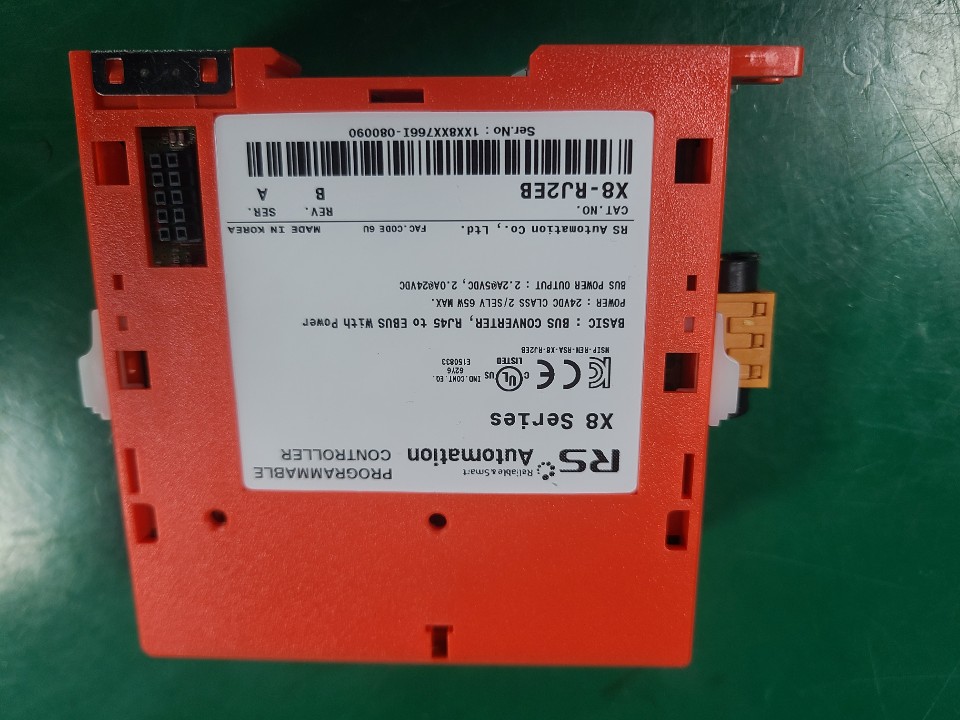 RS Reliable & Smart Automation
PROGRAMMABLE CONTROLLER
X8 Series
C UL US LISTED
IND.CONT.EQ.
62Y6
E150833
MSIP-REM-RSA-X8-RJ2EB
BASIC : BUS CONVERTER, RJ45 to EBUS With Power
POWER : 24VDC CLASS 2/SELV 65W MAX.
BUS POWER OUTPUT : 2.2A@5VDC, 2.0A@24VDC
RS Automation Co., Ltd. FAC.CODE 6U MADE IN KOREA
CAT.NO. REV. SER.
X8-RJ2EB B A
Ser.No : 1XX8XX766I-080090